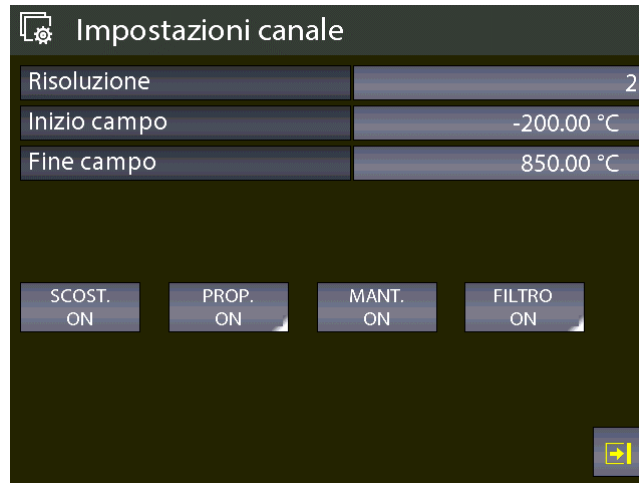 Impostazioni canale
Risoluzione 2
Inizio campo -200.00 °C
Fine campo 850.00 °C
SCOST. PROP. MANT. FILTRO
ON ON ON ON